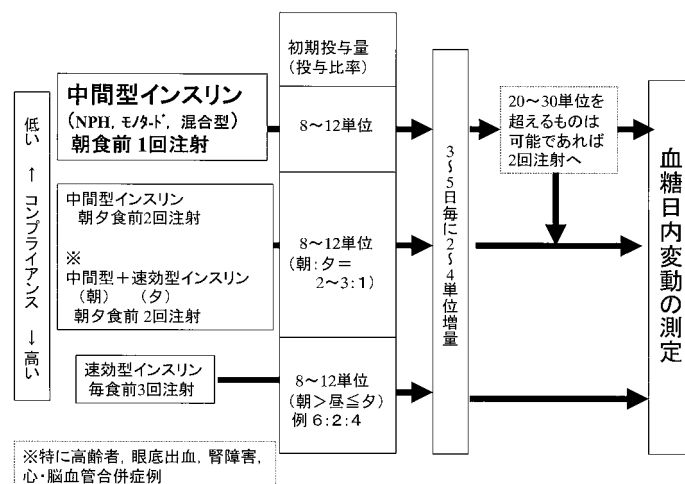 初期投与量
(投与比率)
低い ← コンプライアンス → 高い
中間型インスリン
(NPH, モノタード, 混合型)
朝食前 1回注射
8～12単位
中間型インスリン
朝夕食前2回注射
※
中間型＋速効型インスリン
(朝) (夕)
朝夕食前 2回注射
8～12単位
(朝：夕＝
2～3：1)
速効型インスリン
毎食前3回注射
8～12単位
(朝＞昼≦夕)
例 6：2：4
3～5日毎に2～4単位増量
20～30単位を
超えるものは
可能であれば
2回注射へ
血糖日内変動の測定
※特に高齢者, 眼底出血, 腎障害,
心・脳血管合併症例